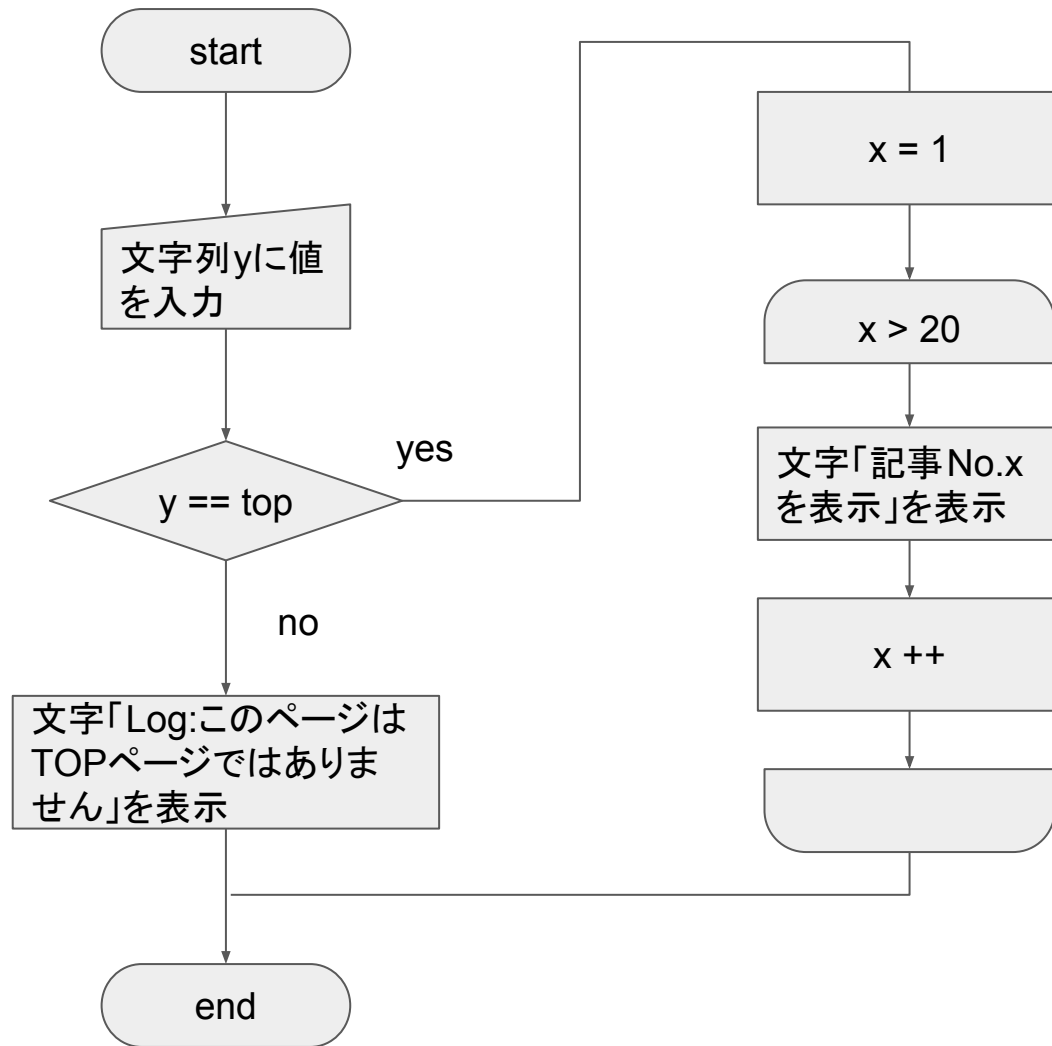 start
文字列yに値
を入力
y == top
yes
no
文字「Log:このページは
TOPページではありま
せん」を表示
end
x = 1
x > 20
文字「記事No.x
を表示」を表示
x ++